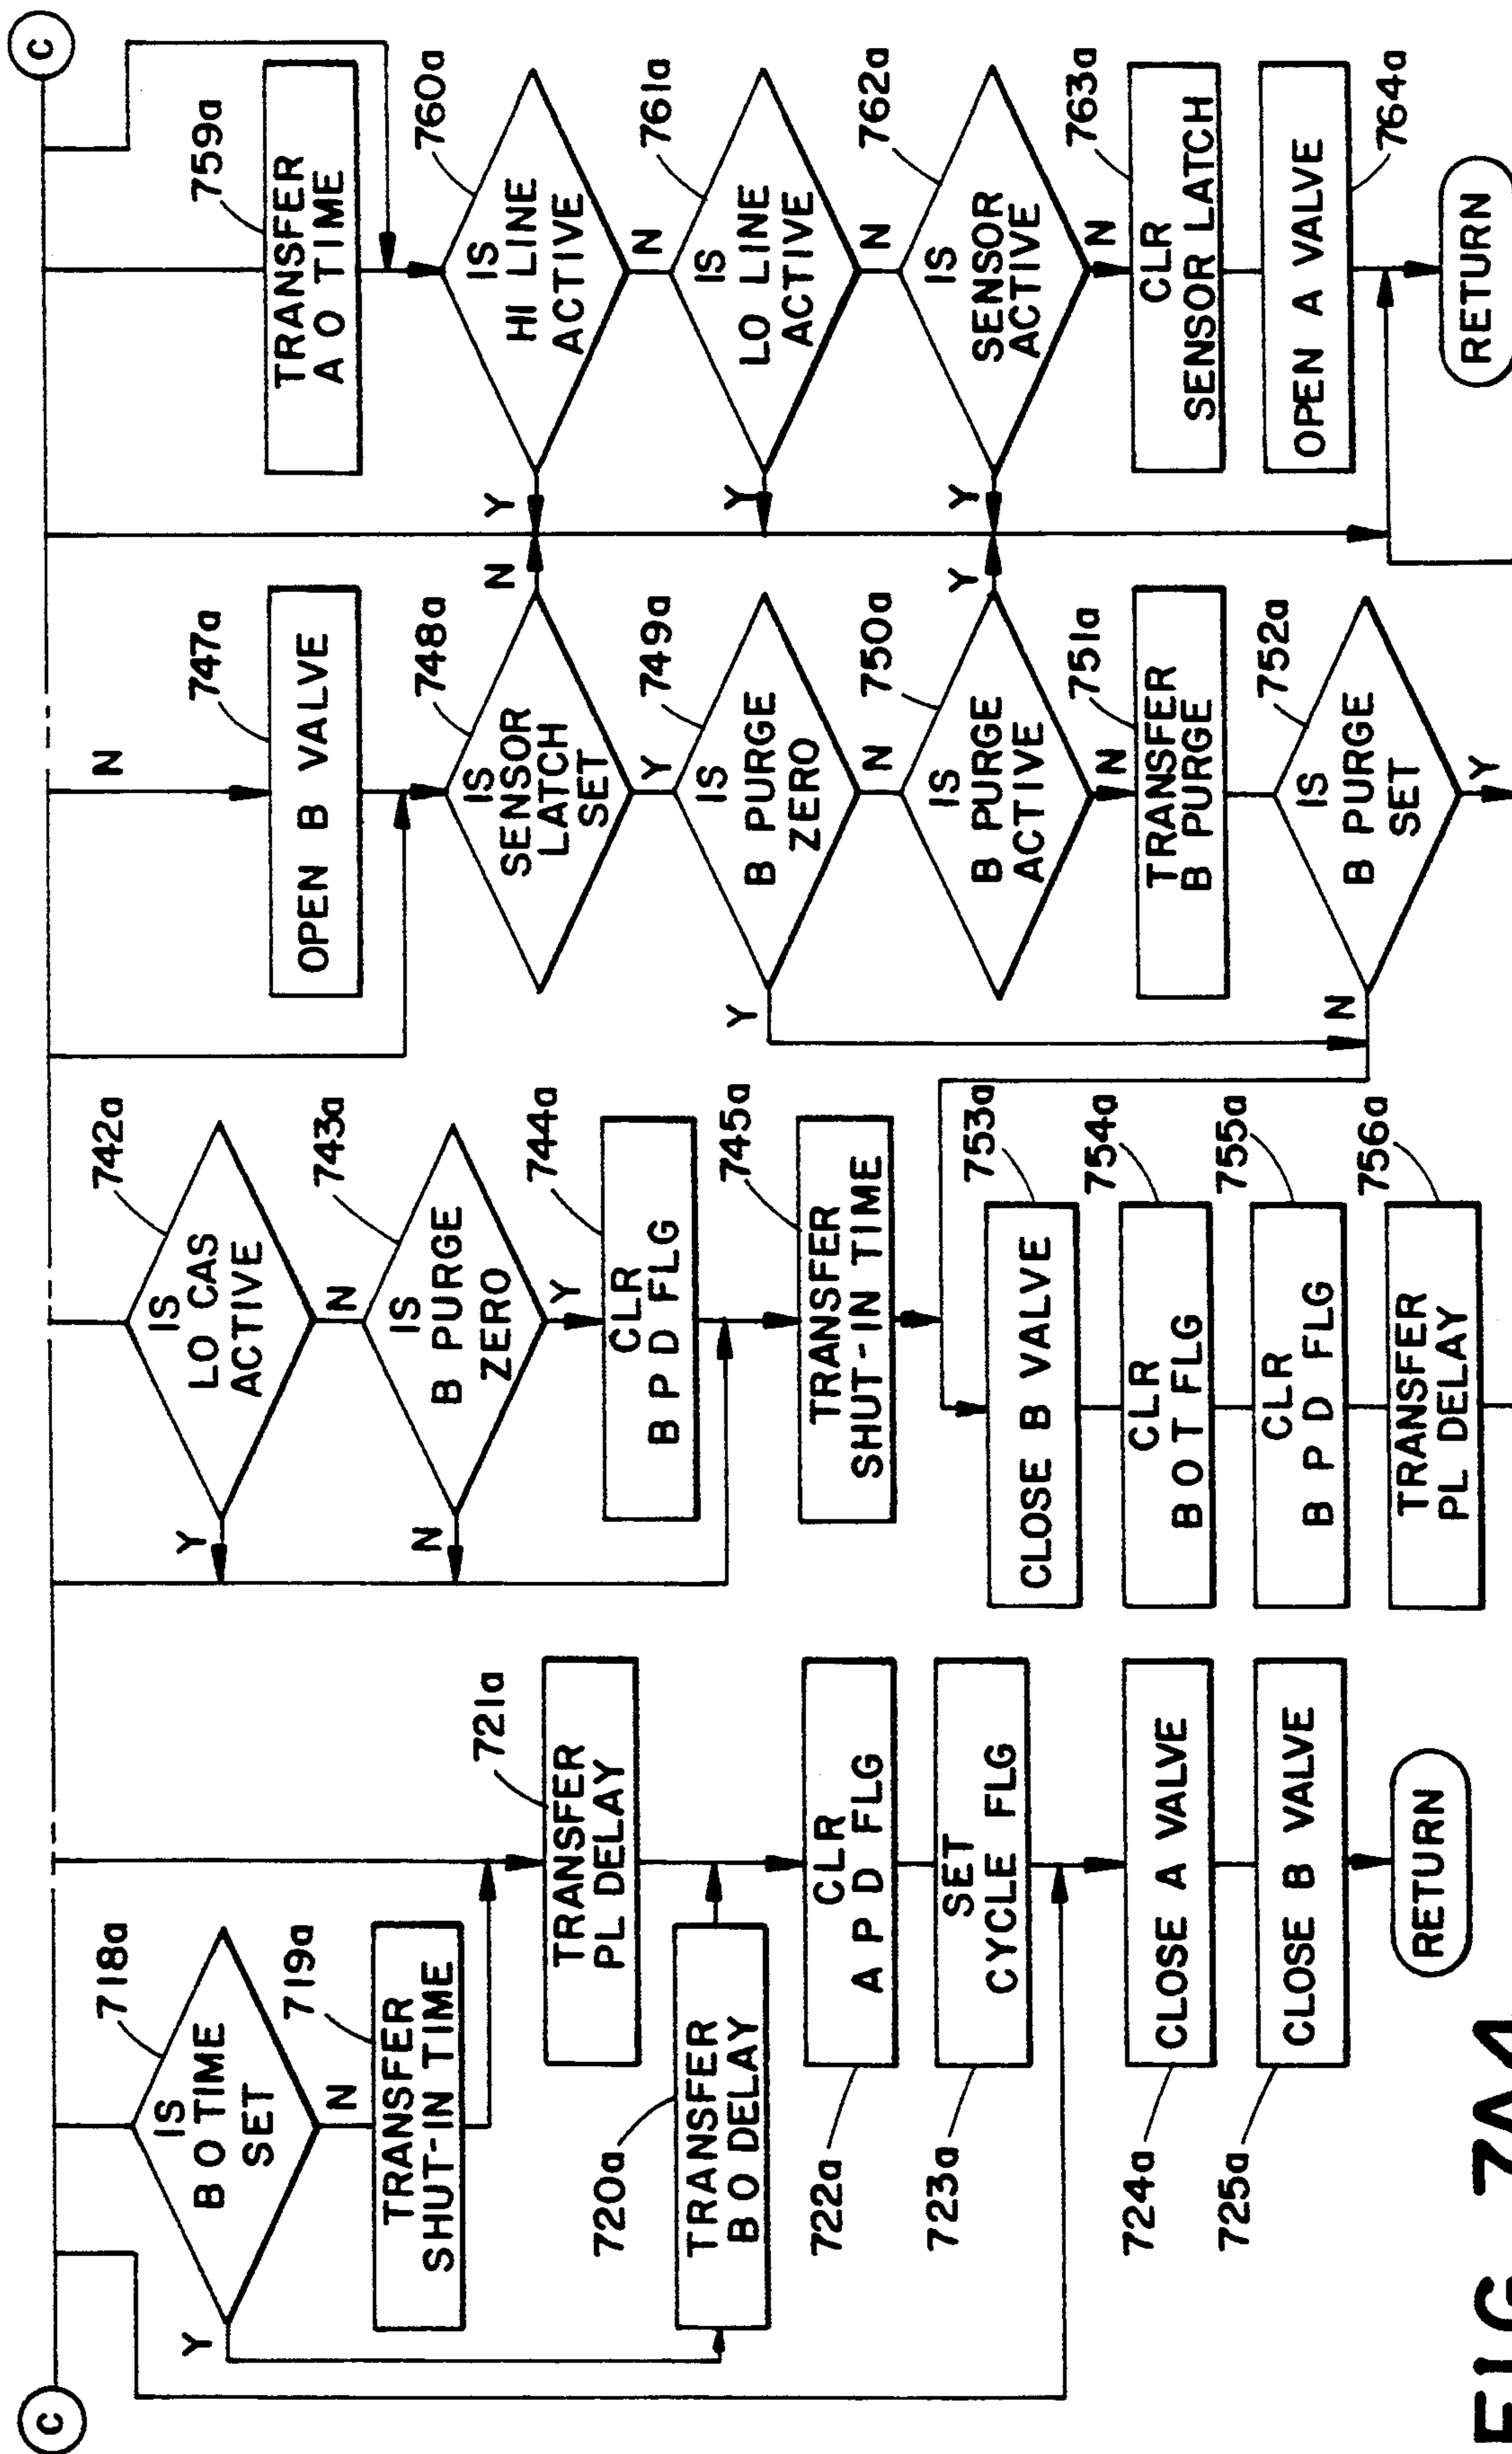 C
C
IS
B O TIME
SET
718a
Y
N
TRANSFER
SHUT-IN TIME
719a
TRANSFER
B O DELAY
720a
TRANSFER
PL DELAY
721a
CLR
A P D FLG
722a
SET
CYCLE FLG
723a
CLOSE A VALVE
724a
CLOSE B VALVE
725a
RETURN
IS
LO CAS
ACTIVE
742a
Y
N
IS
B PURGE
ZERO
743a
N
Y
CLR
B P D FLG
744a
TRANSFER
SHUT-IN TIME
745a
CLOSE B VALVE
753a
CLR
B O T FLG
754a
CLR
B P D FLG
755a
TRANSFER
PL DELAY
756a
N
OPEN B VALVE
747a
IS
SENSOR
LATCH
SET
748a
N
Y
IS
B PURGE
ZERO
749a
Y
N
IS
B PURGE
ACTIVE
750a
Y
N
TRANSFER
B PURGE
751a
IS
B PURGE
SET
752a
N
Y
TRANSFER
A O TIME
759a
IS
HI LINE
ACTIVE
760a
Y
N
IS
LO LINE
ACTIVE
761a
Y
N
IS
SENSOR
ACTIVE
762a
Y
N
CLR
SENSOR LATCH
763a
OPEN A VALVE
764a
RETURN
FIG. 7A4